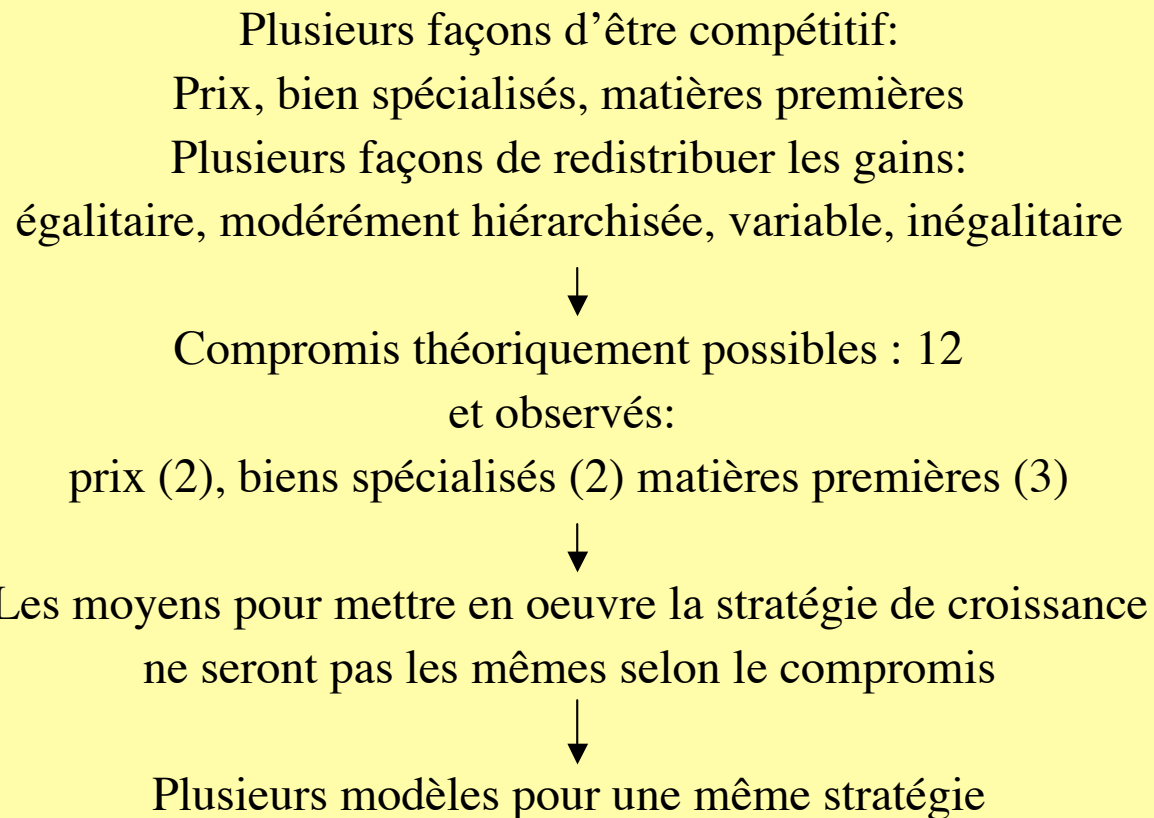 Plusieurs façons d’être compétitif:
Prix, bien spécialisés, matières premières
Plusieurs façons de redistribuer les gains:
égalitaire, modérément hiérarchisée, variable, inégalitaire
Compromis théoriquement possibles : 12
et observés:
prix (2), biens spécialisés (2) matières premières (3)
Les moyens pour mettre en oeuvre la stratégie de croissance
ne seront pas les mêmes selon le compromis
Plusieurs modèles pour une même stratégie